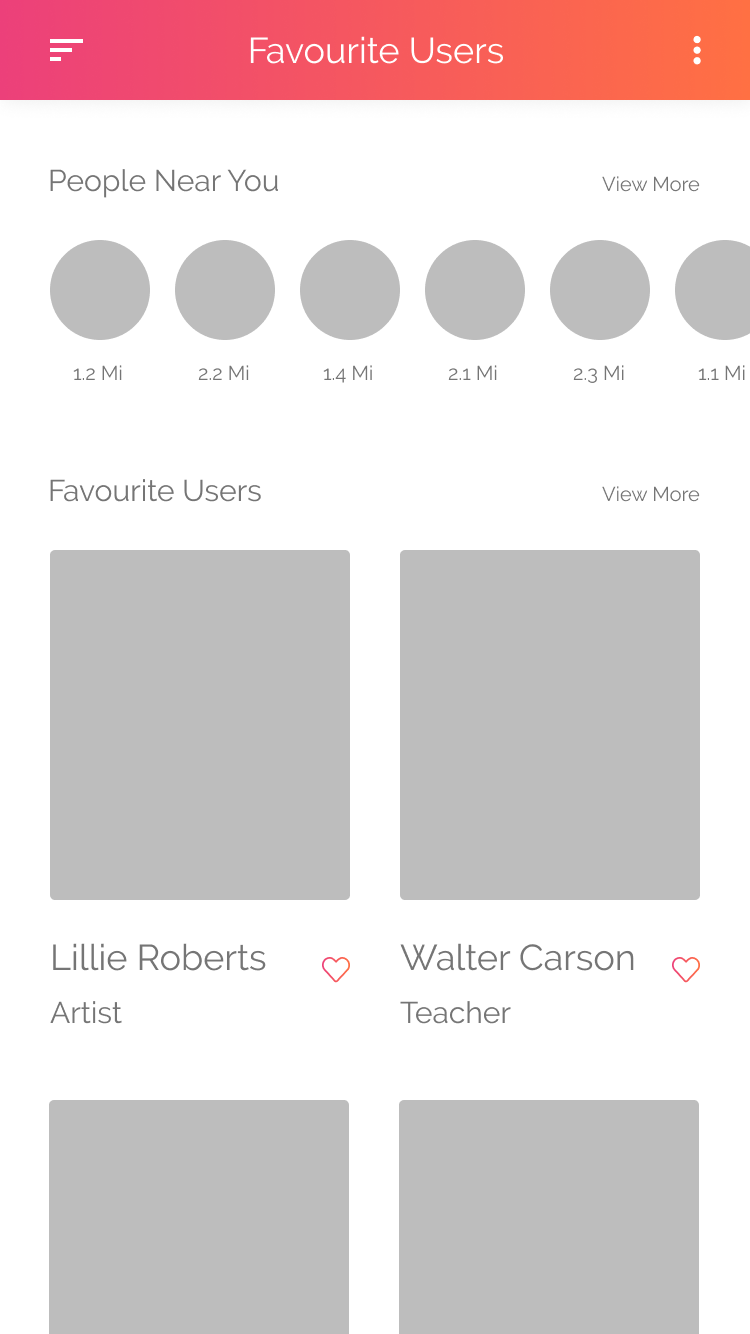 Favourite Users
People Near You
View More
1.2 Mi
2.2 Mi
1.4 Mi
2.1 Mi
2.3 Mi
1.1 Mi
Favourite Users
View More
Lillie Roberts
Walter Carson
Artist
Teacher